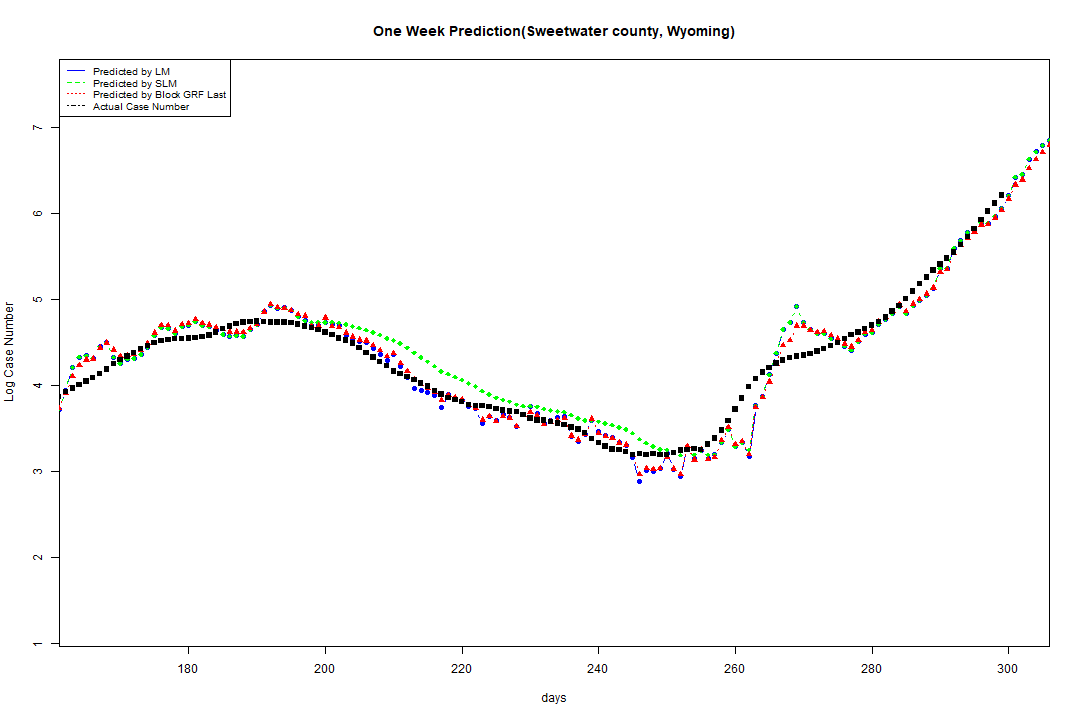 One Week Prediction(Sweetwater county, Wyoming)
Predicted by LM
Predicted by SLM
Predicted by Block GRF Last
Actual Case Number
7
6
5
4
3
2
1
Log Case Number
180 200 220 240 260 280 300
days